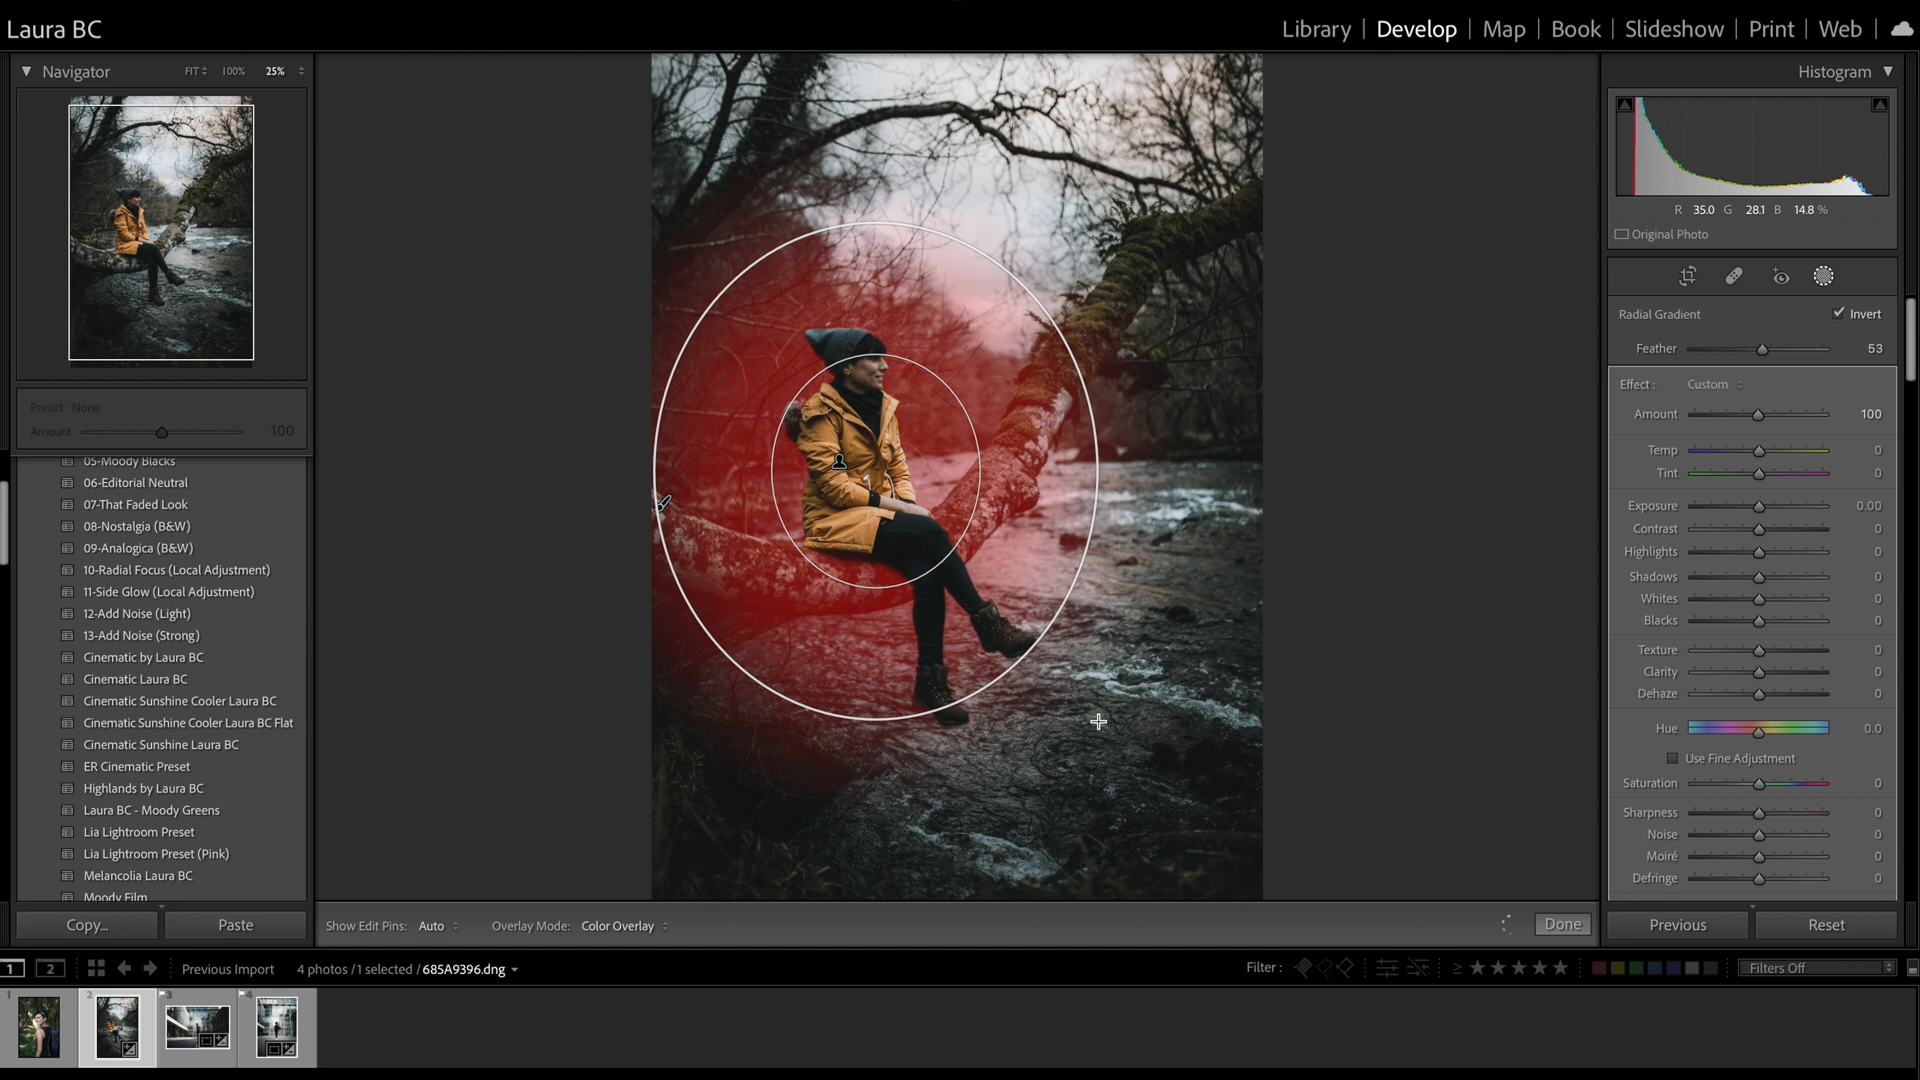 Laura BC
Library | Develop | Map | Book | Slideshow | Print | Web
Navigator FIT 100% 25%
Preset : None
Amount 100
05-Moody Blacks
06-Editorial Neutral
07-That Faded Look
08-Nostalgia (B&W)
09-Analogica (B&W)
10-Radial Focus (Local Adjustment)
11-Side Glow (Local Adjustment)
12-Add Noise (Light)
13-Add Noise (Strong)
Cinematic by Laura BC
Cinematic Laura BC
Cinematic Sunshine Cooler Laura BC
Cinematic Sunshine Cooler Laura BC Flat
Cinematic Sunshine Laura BC
ER Cinematic Preset
Highlands by Laura BC
Laura BC - Moody Greens
Lia Lightroom Preset
Lia Lightroom Preset (Pink)
Melancolia Laura BC
Moody Film
Copy... Paste
Show Edit Pins: Auto Overlay Mode: Color Overlay Done
Histogram
R 35.0 G 28.1 B 14.8 %
Original Photo
Radial Gradient Invert
Feather 53
Effect : Custom
Amount 100
Temp 0
Tint 0
Exposure 0.00
Contrast 0
Highlights 0
Shadows 0
Whites 0
Blacks 0
Texture 0
Clarity 0
Dehaze 0
Hue 0.0
Use Fine Adjustment
Saturation 0
Sharpness 0
Noise 0
Moiré 0
Defringe 0
Previous Reset
1 2 Previous Import 4 photos / 1 selected / 685A9396.dng Filter : ≥ Filters Off
1 2 3 4